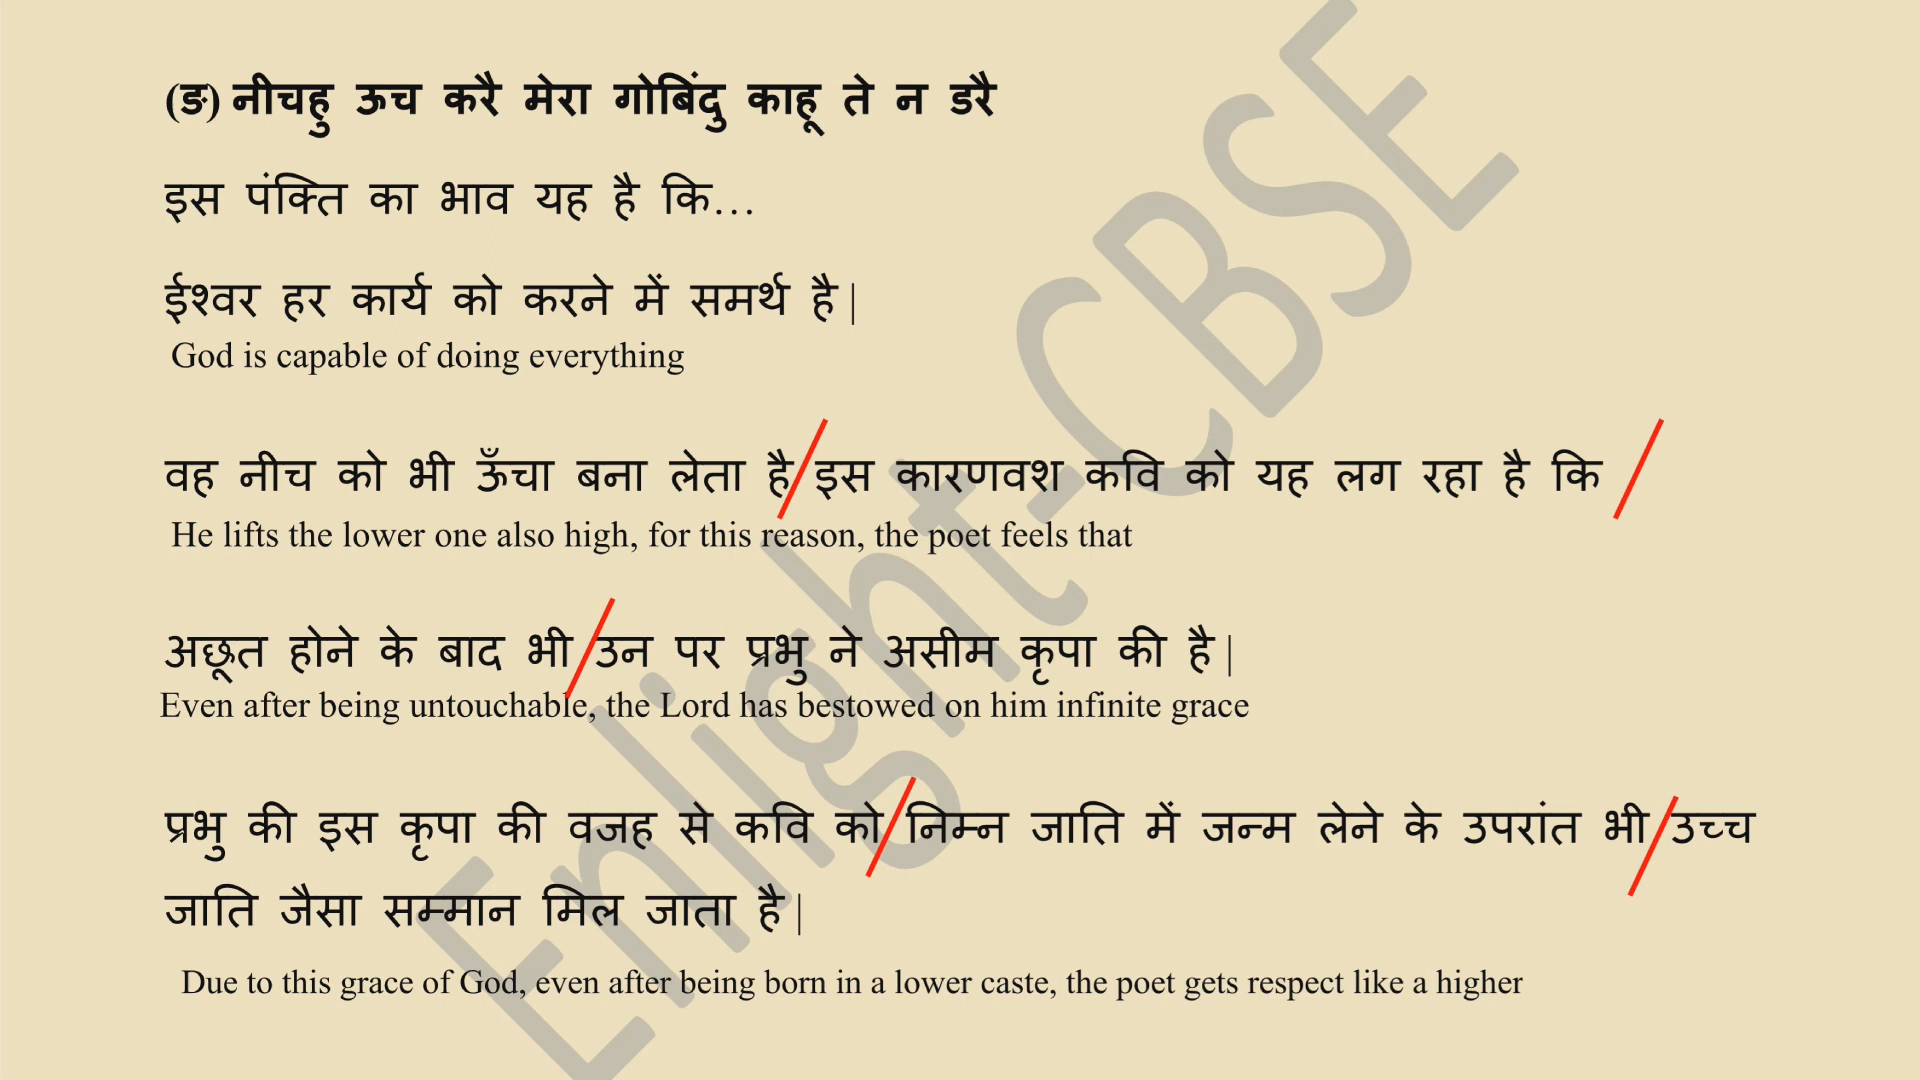 (ङ) नीचहु ऊच करै मेरा गोबिंदु काहू ते न डरै
इस पंक्ति का भाव यह है कि...
ईश्वर हर कार्य को करने में समर्थ है|
God is capable of doing everything
वह नीच को भी ऊँचा बना लेता है इस कारणवश कवि को यह लग रहा है कि
He lifts the lower one also high, for this reason, the poet feels that
अछूत होने के बाद भी उन पर प्रभु ने असीम कृपा की है|
Even after being untouchable, the Lord has bestowed on him infinite grace
प्रभु की इस कृपा की वजह से कवि को निम्न जाति में जन्म लेने के उपरांत भी उच्च
जाति जैसा सम्मान मिल जाता है|
Due to this grace of God, even after being born in a lower caste, the poet gets respect like a higher
Enlight-CBSE